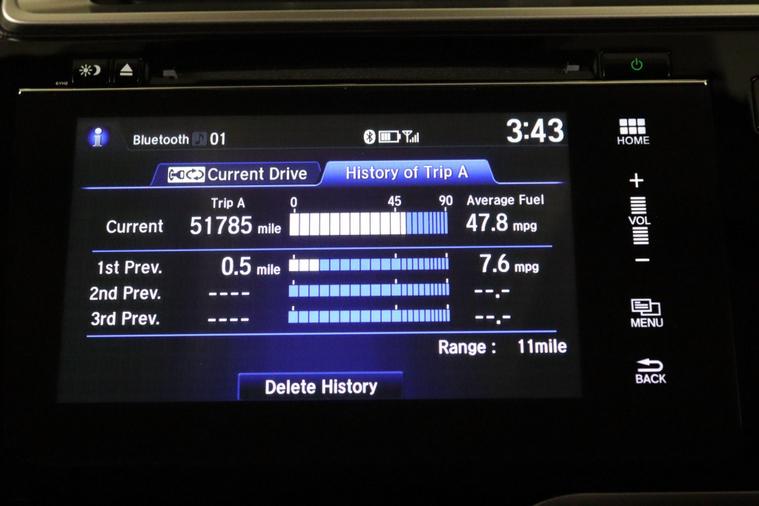 Bluetooth 01 3:43
Current Drive History of Trip A
Trip A 0 45 90 Average Fuel
Current 51785 mile 47.8 mpg
1st Prev. 0.5 mile 7.6 mpg
2nd Prev. ---- --.-
3rd Prev. ---- --.-
Range : 11mile
Delete History
HOME
+
VOL
−
MENU
BACK